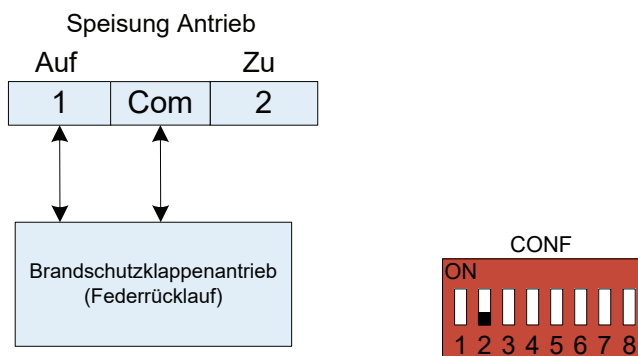 Speisung Antrieb
Auf Zu
1 Com 2
Brandschutzklappenantrieb
(Federrücklauf)
CONF
ON
1 2 3 4 5 6 7 8